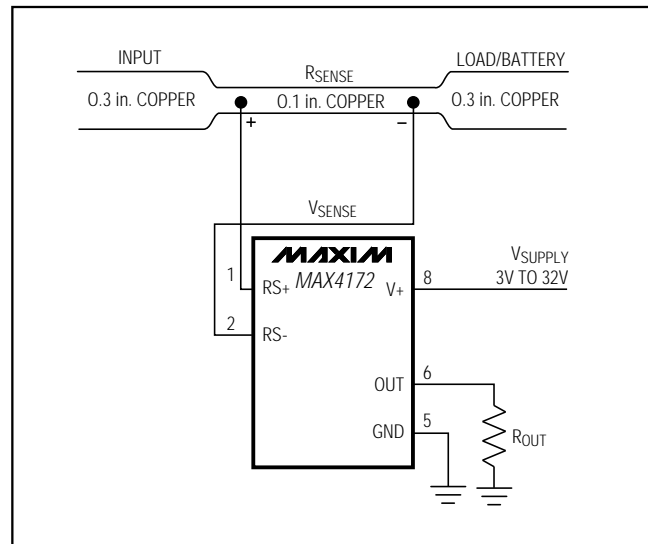 INPUT
RSENSE
LOAD/BATTERY
0.3 in. COPPER
0.1 in. COPPER
0.3 in. COPPER
+
−
VSENSE
MAXIM
MAX4172
VSUPPLY
3V TO 32V
1
RS+
V+
8
2
RS-
OUT
6
GND
5
ROUT